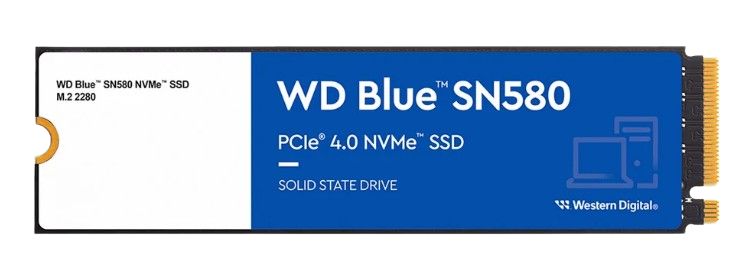 WD Blue™ SN580 NVMe™ SSD
M.2 2280
WD Blue™ SN580
PCIe® 4.0 NVMe™ SSD
SOLID STATE DRIVE
Western Digital®